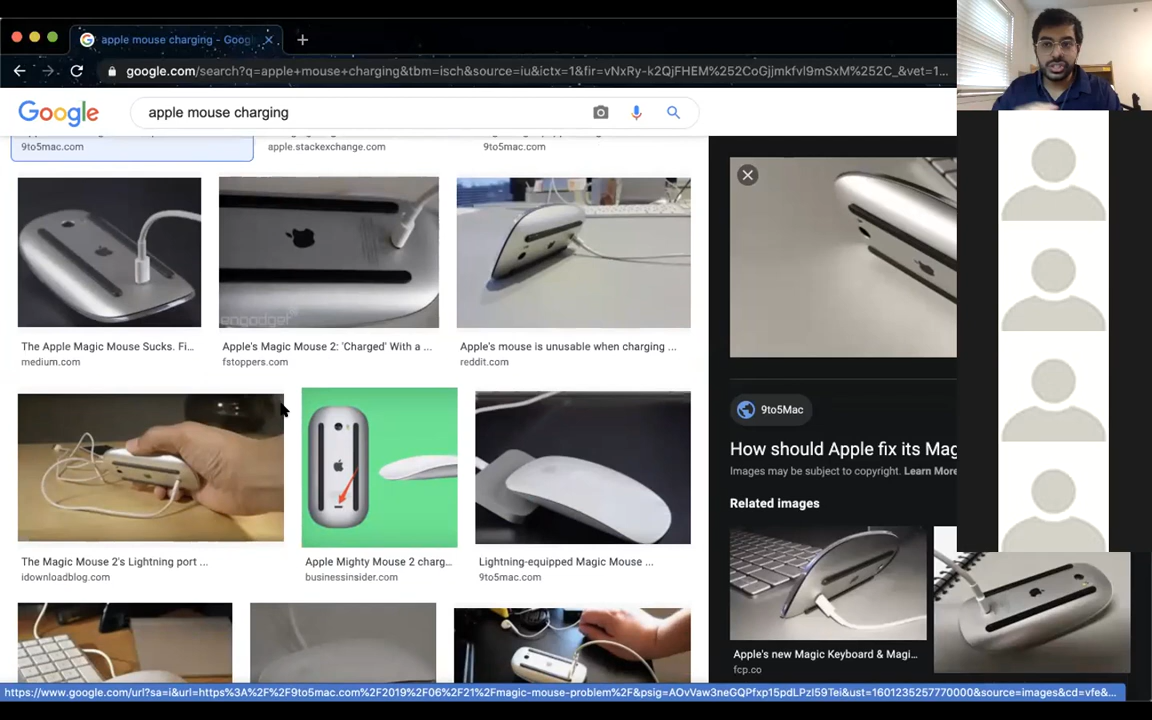 apple mouse charging - Goog
google.com/search?q=apple+mouse+charging&tbm=isch&source=iu&ictx=1&fir=vNxRy-k2QjFHEM%252CoGjjmkfvl9mSxM%252C_&vet=1...
Google
apple mouse charging
9to5mac.com
apple.stackexchange.com
9to5mac.com
engadget
The Apple Magic Mouse Sucks. Fi...
medium.com
Apple's Magic Mouse 2: 'Charged' With a ...
fstoppers.com
Apple's mouse is unusable when charging ...
reddit.com
9to5Mac
How should Apple fix its Mag
Images may be subject to copyright. Learn More
Related images
The Magic Mouse 2's Lightning port ...
idownloadblog.com
Apple Mighty Mouse 2 charg...
businessinsider.com
Lightning-equipped Magic Mouse ...
9to5mac.com
Apple's new Magic Keyboard & Magi...
fcp.co
https://www.google.com/url?sa=i&url=https%3A%2F%2F9to5mac.com%2F2019%2F06%2F21%2Fmagic-mouse-problem%2F&psig=AOvVaw3neGQPfxp15pdLPzI59Tei&ust=1601235257770000&source=images&cd=vfe&...